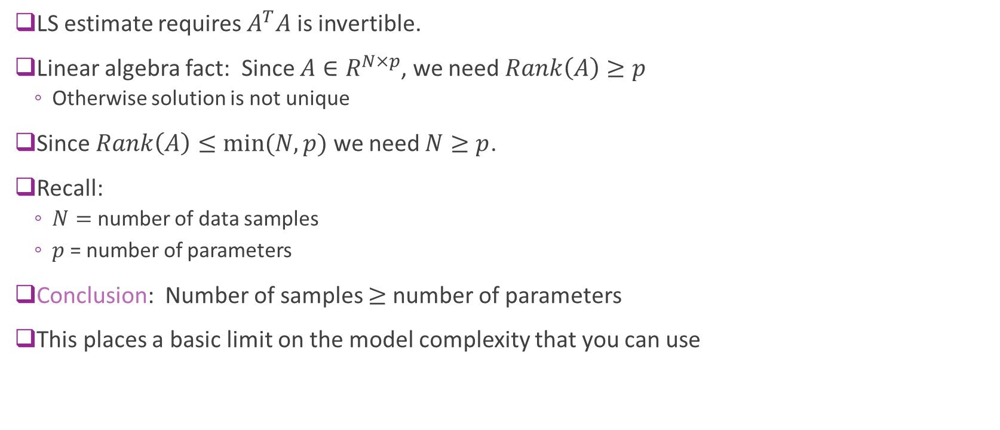 ❑LS estimate requires $A^T A$ is invertible.
❑Linear algebra fact:  Since $A \in R^{N \times p}$, we need $Rank(A) \geq p$
◦ Otherwise solution is not unique
❑Since $Rank(A) \leq \min(N, p)$ we need $N \geq p$.
❑Recall:
◦ $N =$ number of data samples
◦ $p$ = number of parameters
❑Conclusion:  Number of samples $\geq$ number of parameters
❑This places a basic limit on the model complexity that you can use